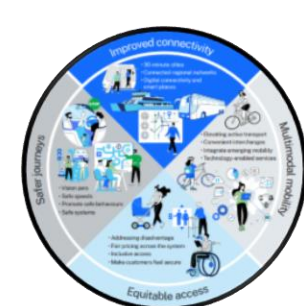 Improved connectivity
• 30-minute cities
• Connected regional networks
• Digital connectivity and
smart places
Safer journeys
• Vision zero
• Safe speeds
• Promote safe behaviours
• Safe systems
Multimodal mobility
• Elevating active transport
• Convenient interchanges
• Integrate emerging mobility
• Technology-enabled services
Equitable access
• Addressing disadvantage
• Fair pricing across the system
• Inclusive access
• Make customers feel secure